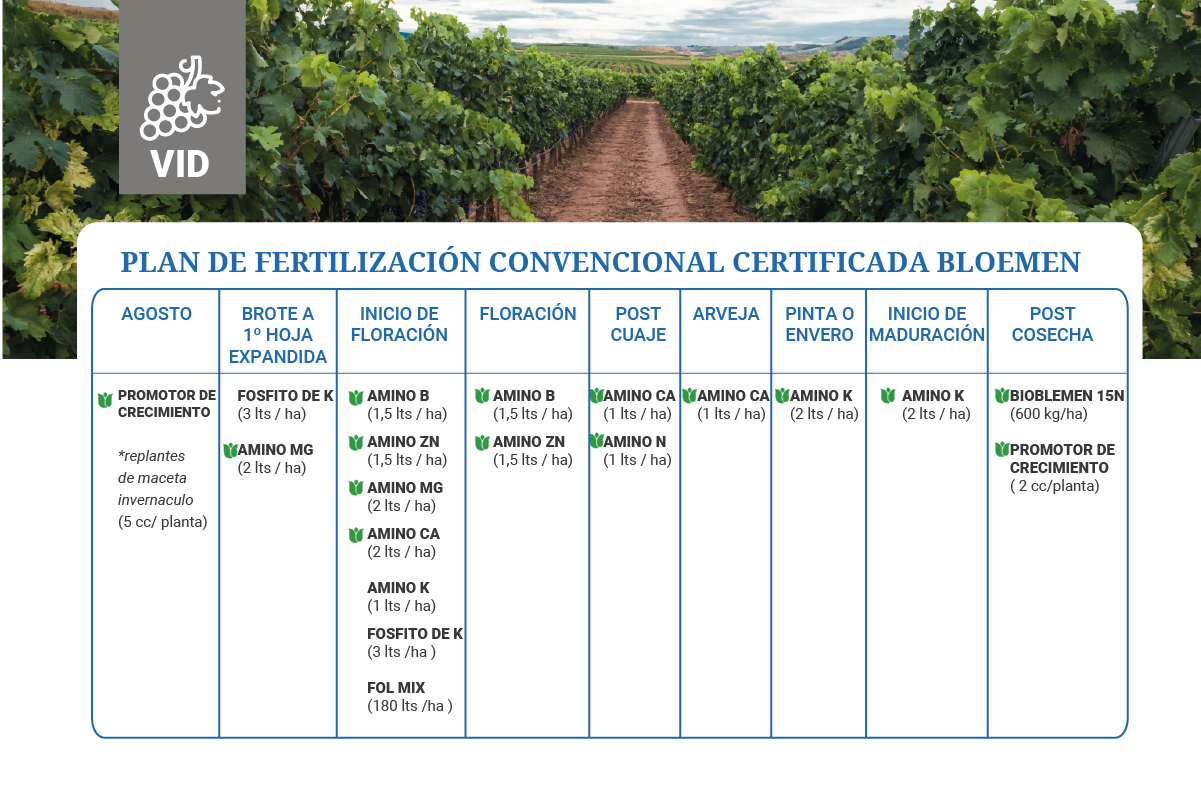 VID
PLAN DE FERTILIZACIÓN CONVENCIONAL CERTIFICADA BLOEMEN
AGOSTO
PROMOTOR DE
CRECIMIENTO
*replantes
de maceta
invernaculo
(5 cc/ planta)
BROTE A
1º HOJA
EXPANDIDA
FOSFITO DE K
(3 lts / ha)
AMINO MG
(2 lts / ha)
INICIO DE
FLORACIÓN
AMINO B
(1,5 lts / ha)
AMINO ZN
(1,5 lts / ha)
AMINO MG
(2 lts / ha)
AMINO CA
(2 lts / ha)
AMINO K
(1 lts / ha)
FOSFITO DE K
(3 lts /ha )
FOL MIX
(180 lts /ha )
FLORACIÓN
AMINO B
(1,5 lts / ha)
AMINO ZN
(1,5 lts / ha)
POST
CUAJE
AMINO CA
(1 lts / ha)
AMINO N
(1 lts / ha)
ARVEJA
AMINO CA
(1 lts / ha)
PINTA O
ENVERO
AMINO K
(2 lts / ha)
INICIO DE
MADURACIÓN
AMINO K
(2 lts / ha)
POST
COSECHA
BIOBLEMEN 15N
(600 kg/ha)
PROMOTOR DE
CRECIMIENTO
( 2 cc/planta)